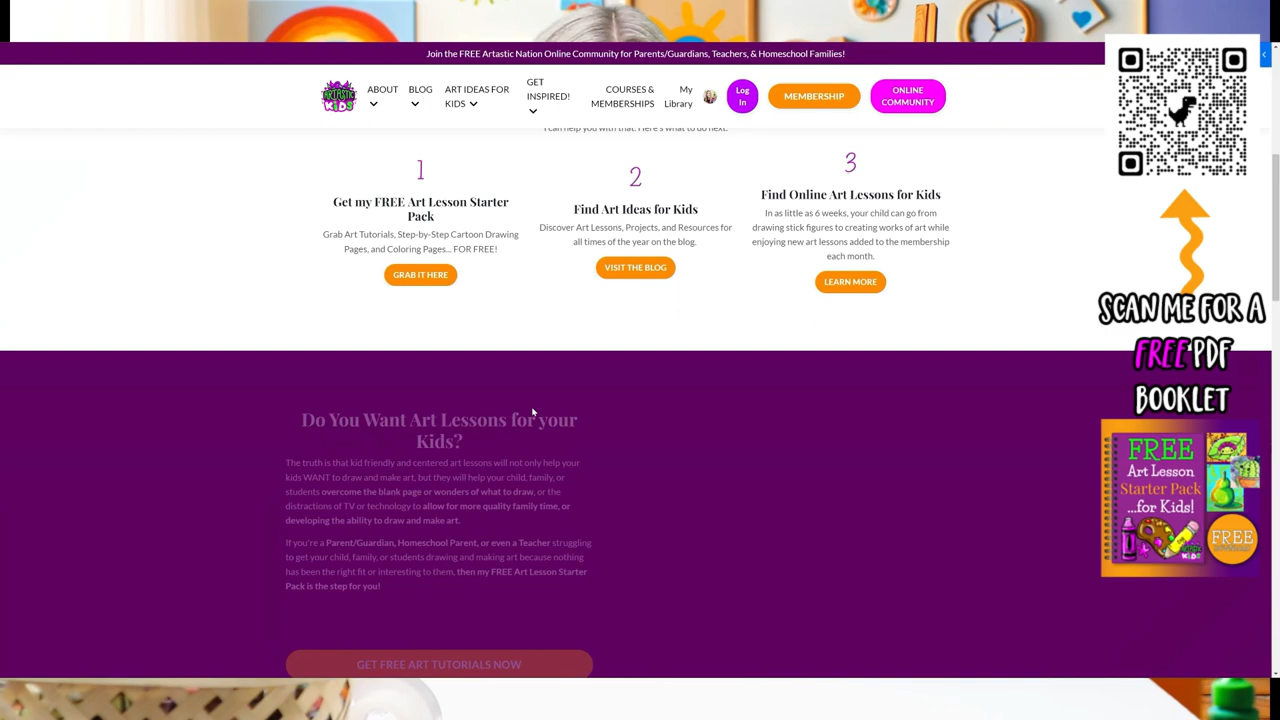 Join the FREE Artastic Nation Online Community for Parents/Guardians, Teachers, & Homeschool Families!
ARTASTIC
KIDS
ABOUT
BLOG
ART IDEAS FOR
KIDS
GET
INSPIRED!
COURSES &
MEMBERSHIPS
My
Library
Log
In
MEMBERSHIP
ONLINE
COMMUNITY
I can help you with that. Here's what to do next.
1
Get my FREE Art Lesson Starter
Pack
Grab Art Tutorials, Step-by-Step Cartoon Drawing
Pages, and Coloring Pages... FOR FREE!
GRAB IT HERE
2
Find Art Ideas for Kids
Discover Art Lessons, Projects, and Resources for
all times of the year on the blog.
VISIT THE BLOG
3
Find Online Art Lessons for Kids
In as little as 6 weeks, your child can go from
drawing stick figures to creating works of art while
enjoying new art lessons added to the membership
each month.
LEARN MORE
Do You Want Art Lessons for your
Kids?
The truth is that kid friendly and centered art lessons will not only help your
kids WANT to draw and make art, but they will help your child, family, or
students overcome the blank page or wonders of what to draw, or the
distractions of TV or technology to allow for more quality family time, or
developing the ability to draw and make art.
If you're a Parent/Guardian, Homeschool Parent, or even a Teacher struggling
to get your child, family, or students drawing and making art because nothing
has been the right fit or interesting to them, then my FREE Art Lesson Starter
Pack is the step for you!
GET FREE ART TUTORIALS NOW
SCAN ME FOR A
FREE PDF
BOOKLET
FREE
Art Lesson
Starter Pack
...for Kids!
FREE